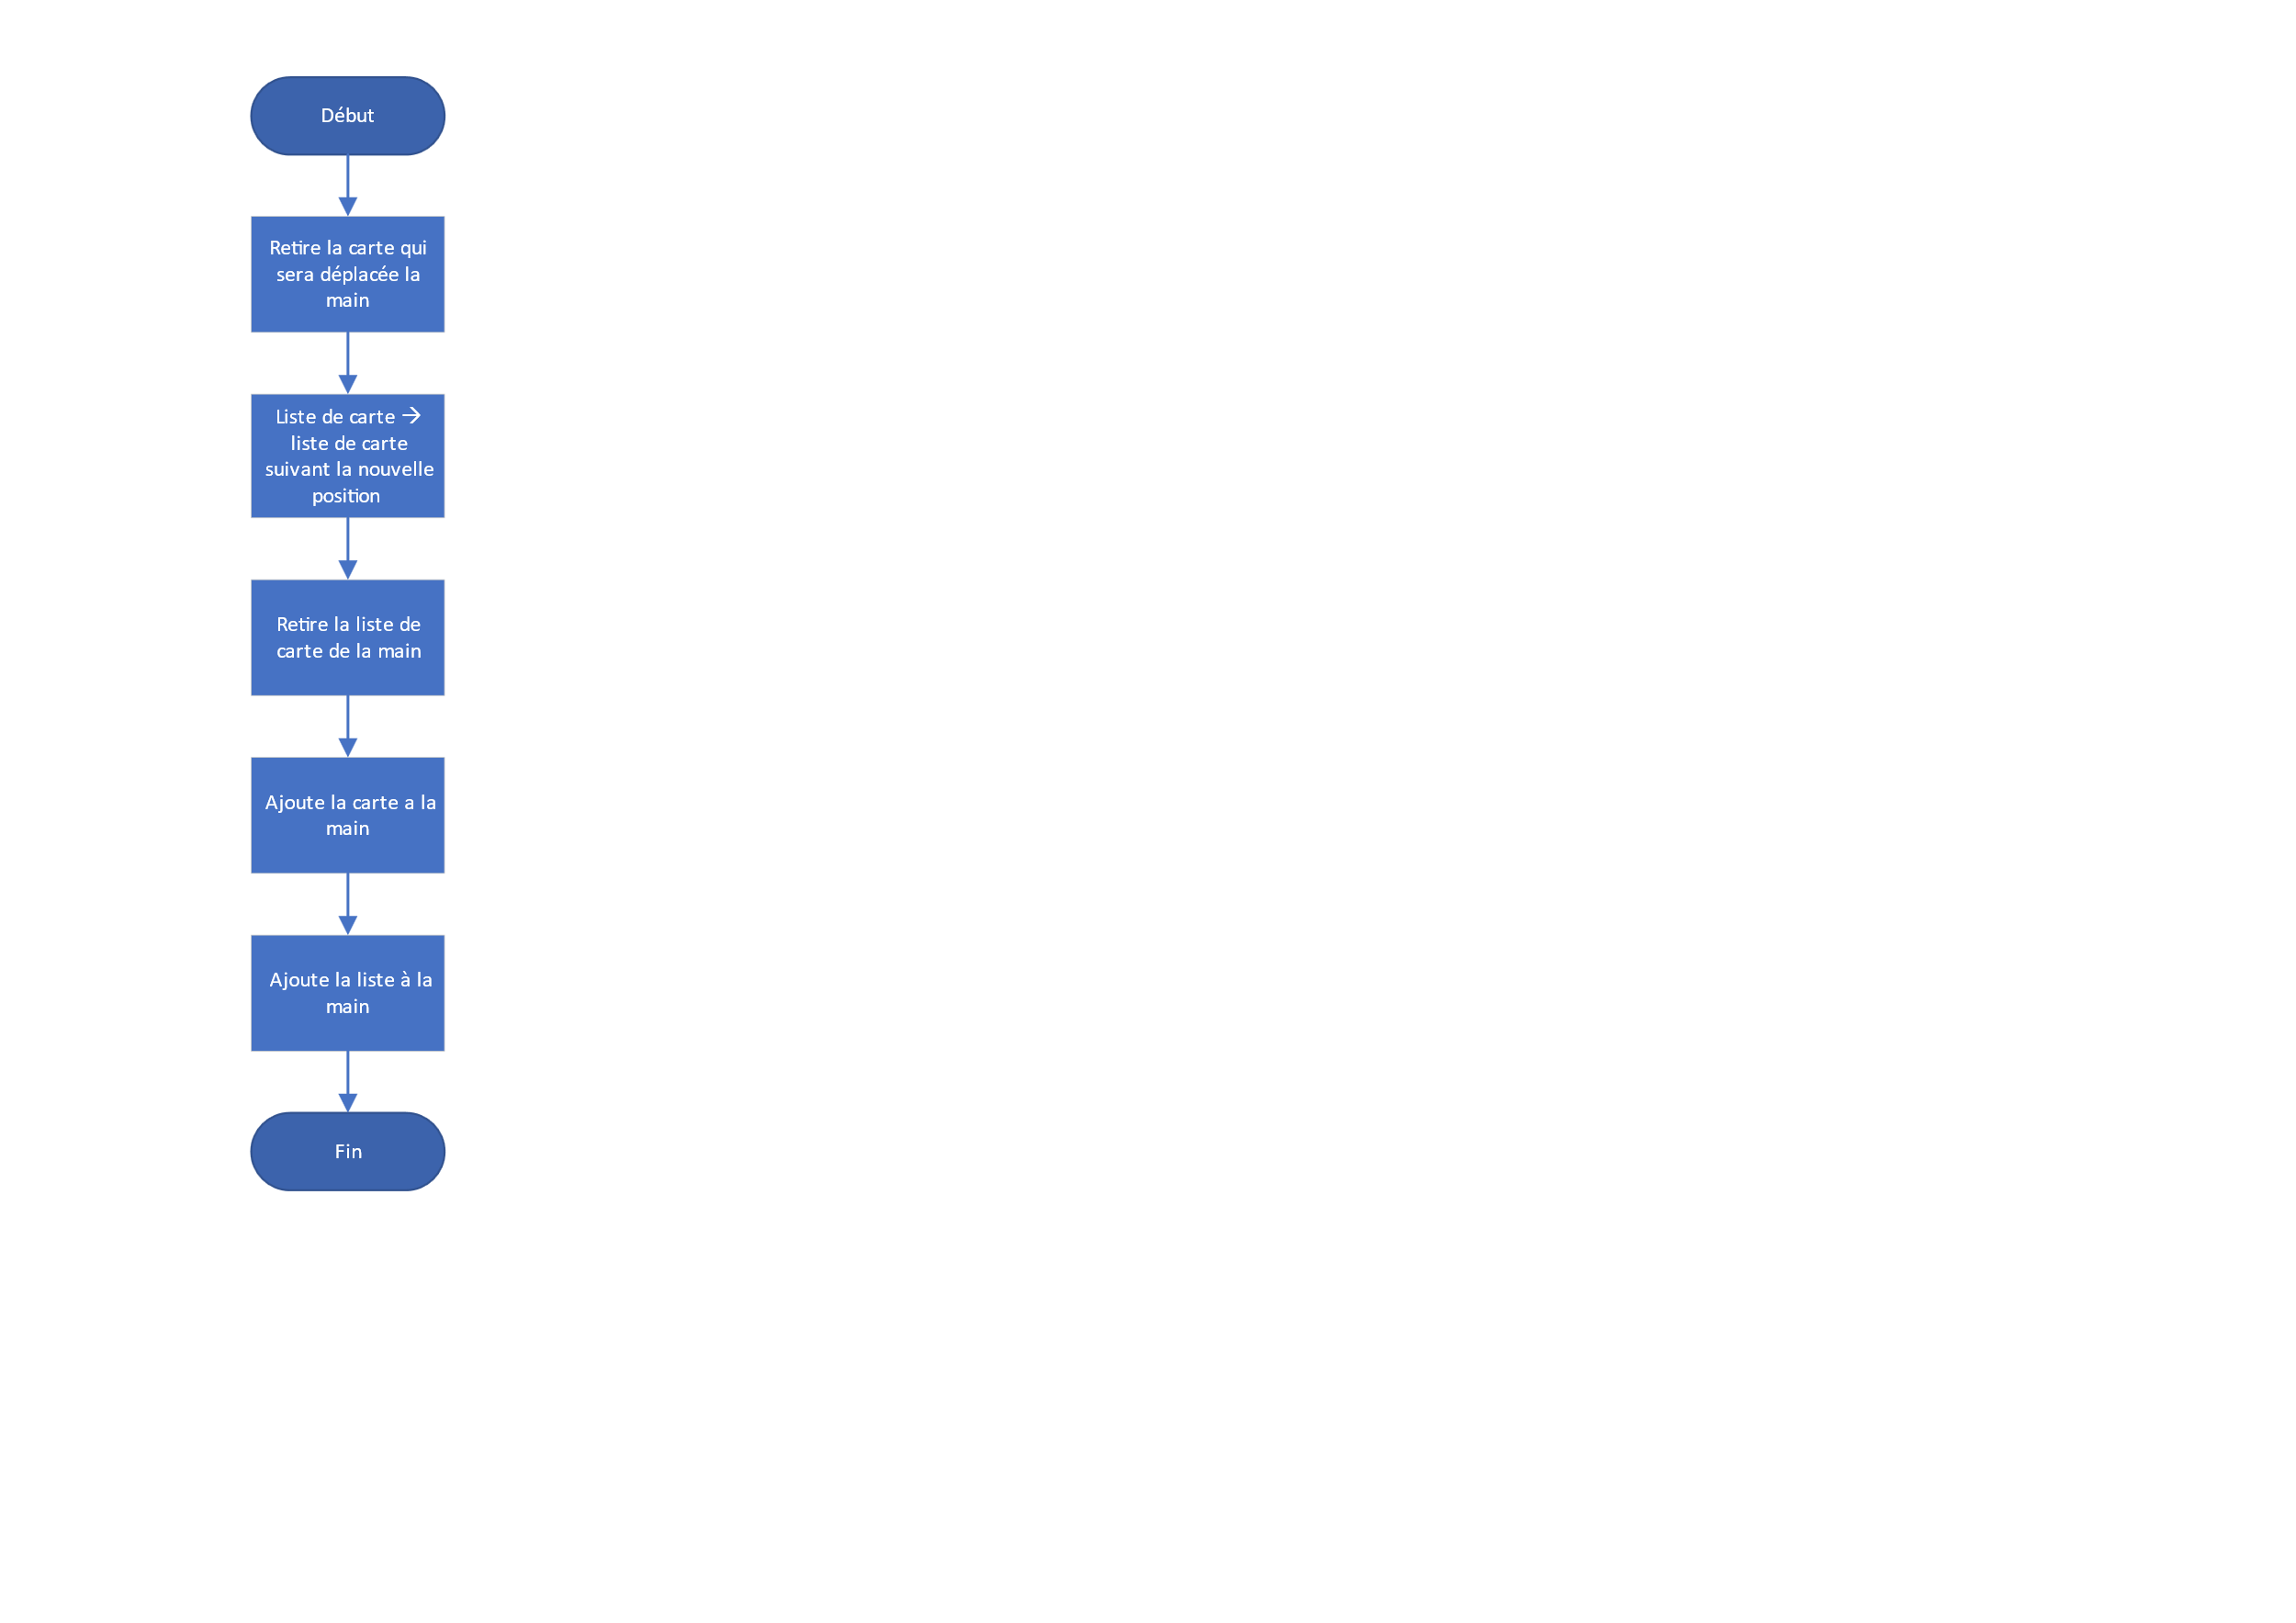 Début
Retire la carte qui
sera déplacée la
main
Liste de carte →
liste de carte
suivant la nouvelle
position
Retire la liste de
carte de la main
Ajoute la carte a la
main
Ajoute la liste à la
main
Fin